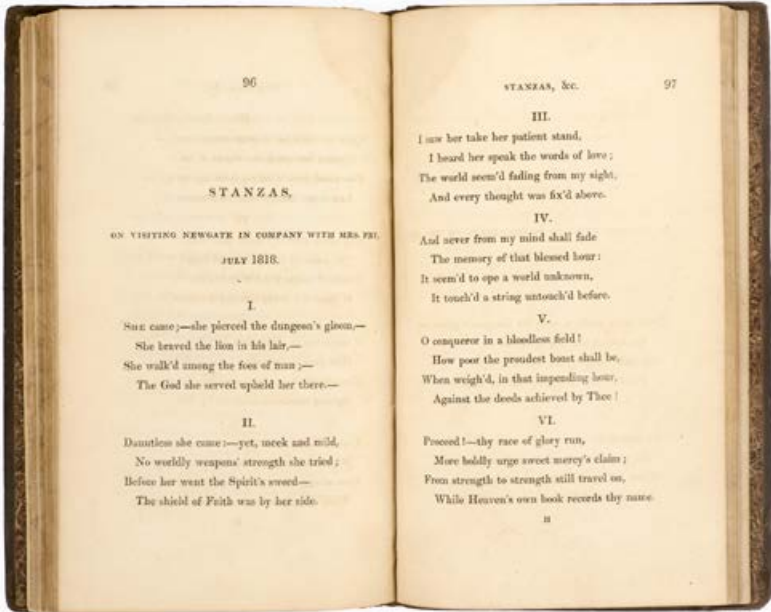 96
STANZAS,
ON VISITING NEWGATE IN COMPANY WITH MRS. FRY,
JULY 1818.
I.
SHE came;—she pierced the dungeon's gloom,—
She braved the lion in his lair,—
She walk'd among the foes of man;—
The God she served upheld her there.—
II.
Dauntless she came:—yet, meek and mild,
No worldly weapons' strength she tried;
Before her went the Spirit's sword—
The shield of Faith was by her side.
STANZAS, &c. 97
III.
I saw her take her patient stand,
I heard her speak the words of love;
The world seem'd fading from my sight,
And every thought was fix'd above.
IV.
And never from my mind shall fade
The memory of that blessed hour:
It seem'd to ope a world unknown,
It touch'd a string untouch'd before.
V.
O conqueror in a bloodless field!
How poor the proudest boast shall be,
When weigh'd, in that impending hour,
Against the deeds achieved by Thee!
VI.
Proceed!—thy race of glory run,
More boldly urge sweet mercy's claim;
From strength to strength still travel on,
While Heaven's own book records thy name.
H